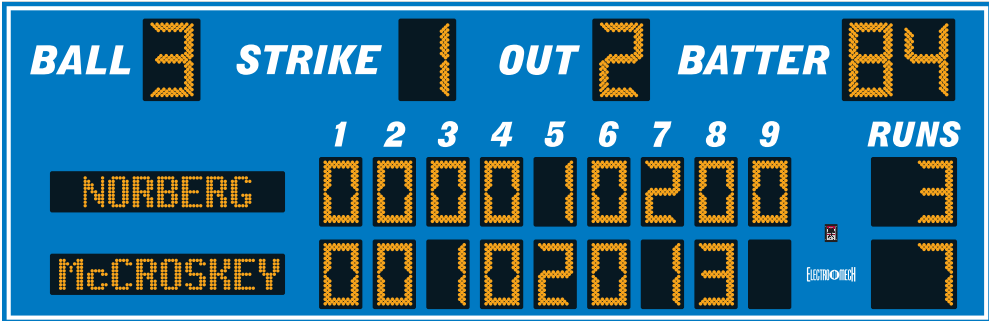 BALL 3 STRIKE 1 OUT 2 BATTER 84
1 2 3 4 5 6 7 8 9 RUNS
NORBERG 0 0 0 0 1 0 2 0 0 3
McCROSKEY 0 0 1 0 2 0 1 3 7
ELECTRO-MECH